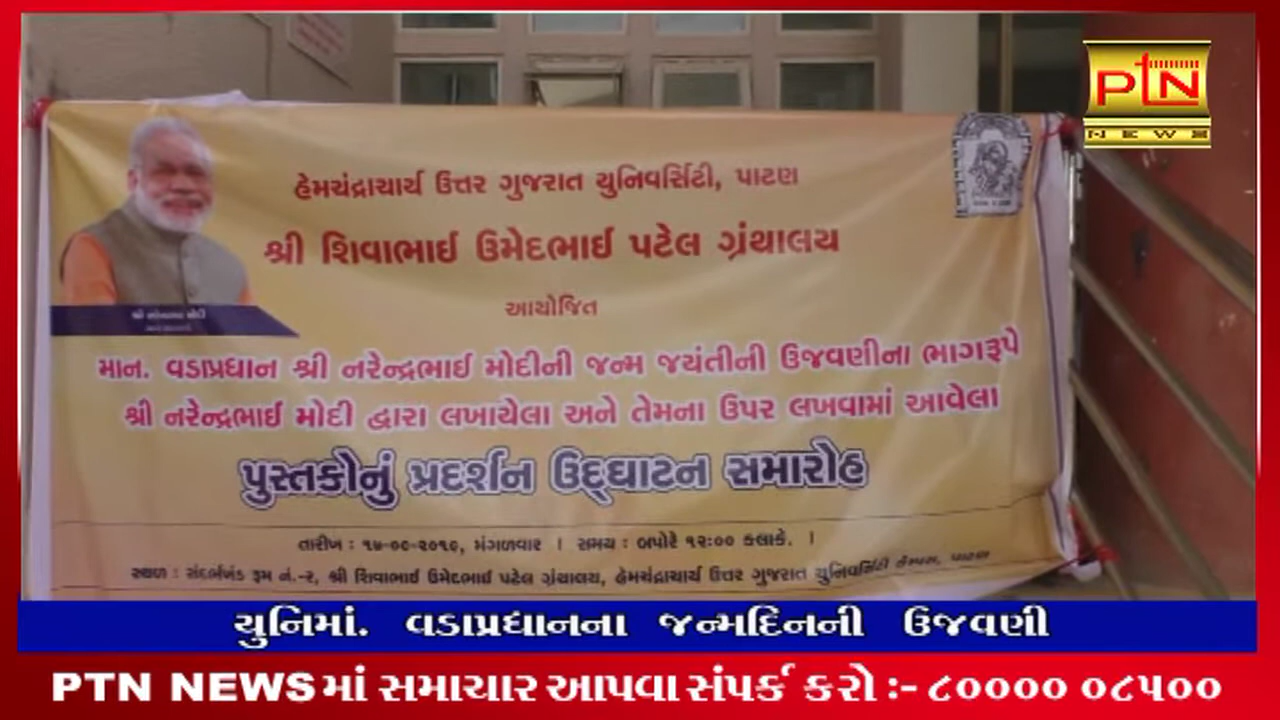 PTN
NEWS
હેમચંદ્રાચાર્ય ઉત્તર ગુજરાત યુનિવર્સિટી, પાટણ
શ્રી શિવાભાઈ ઉમેદભાઈ પટેલ ગ્રંથાલય
આયોજિત
માન. વડાપ્રધાન શ્રી નરેન્દ્રભાઈ મોદીની જન્મ જયંતીની ઉજવણીના ભાગરૂપે
શ્રી નરેન્દ્રભાઈ મોદી દ્વારા લખાયેલા અને તેમના ઉપર લખવામાં આવેલા
પુસ્તકોનું પ્રદર્શન ઉદ્‌ઘાટન સમારોહ
તારીખ : ૧૭-૦૯-૨૦૧૯, મંગળવાર । સમય : બપોરે ૧૨:૦૦ કલાકે. ।
સ્થળ : સંદર્ભખંડ રૂમ નં.-૨, શ્રી શિવાભાઈ ઉમેદભાઈ પટેલ ગ્રંથાલય, હેમચંદ્રાચાર્ય ઉત્તર ગુજરાત યુનિવર્સિટી કેમ્પસ, પાટણ
યુનિમાં. વડાપ્રધાનના જન્મદિનની ઉજવણી
PTN NEWSમાં સમાચાર આપવા સંપર્ક કરો :- ૮૦૦૦૦ ૦૮૫૦૦